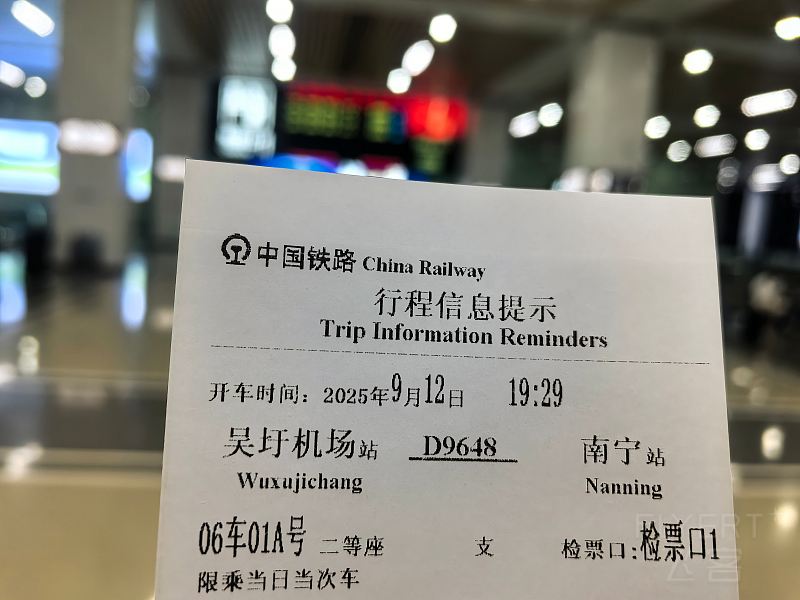 中国铁路 China Railway
行程信息提示
Trip Information Reminders
开车时间：2025年9月12日 19:29
吴圩机场站 D9648 南宁站
Wuxujichang Nanning
06车01A号 二等座 支 检票口:检票口1
限乘当日当次车